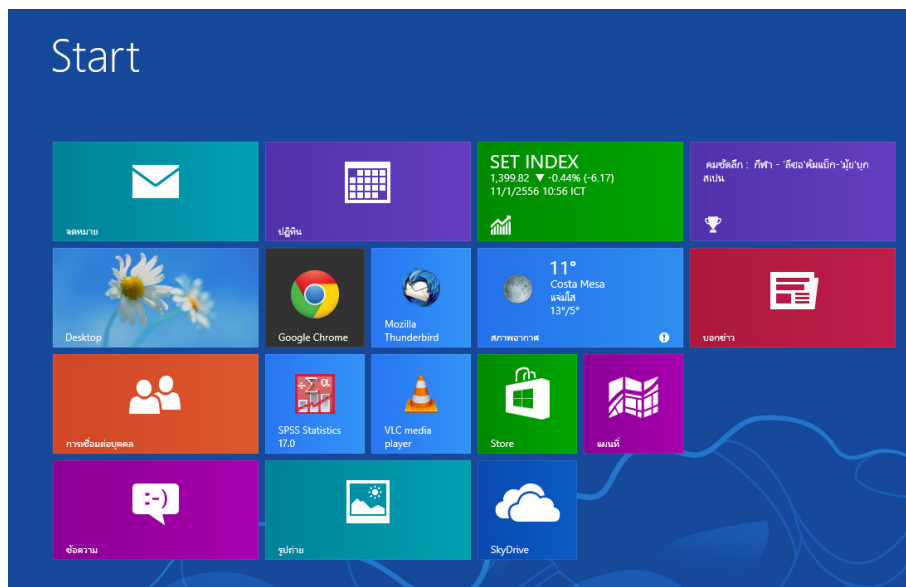 Start
จดหมาย
ปฏิทิน
SET INDEX
1,399.82 ▼ -0.44% (-6.17)
11/1/2556 10:56 ICT
คมชัดลึก : กีฬา - 'ลีซอ'คัมแบ็ก-'มุ้ย'บุก
สเปน
Desktop
Google Chrome
Mozilla
Thunderbird
11°
Costa Mesa
แจ่มใส
13°/5°
สภาพอากาศ
บอกข่าว
การเชื่อมต่อบุคคล
SPSS Statistics
17.0
VLC media
player
Store
แผนที่
:-)
ข้อความ
รูปถ่าย
SkyDrive